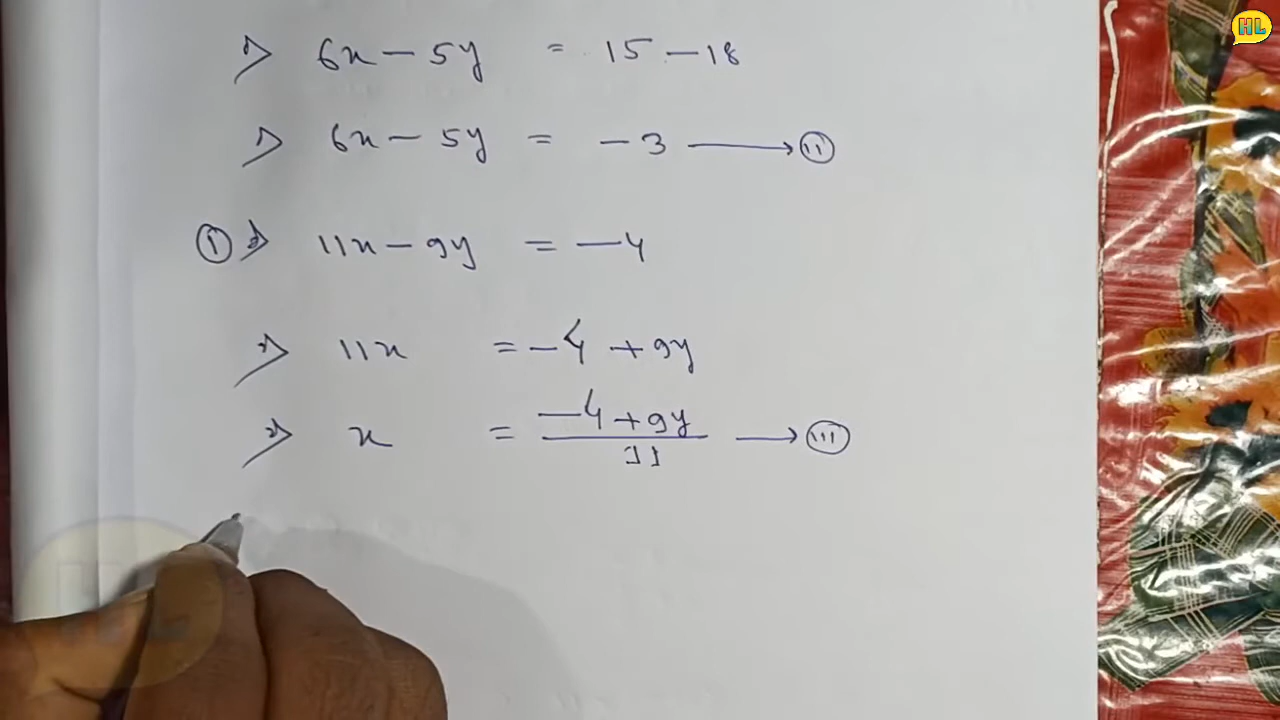 ⇒ 6x - 5y = 15 - 18
⇒ 6x - 5y = -3 → (ii)
(i) ⇒ 11x - 9y = -4
⇒ 11x = -4 + 9y
⇒ x = (-4 + 9y)/11 → (iii)
HL